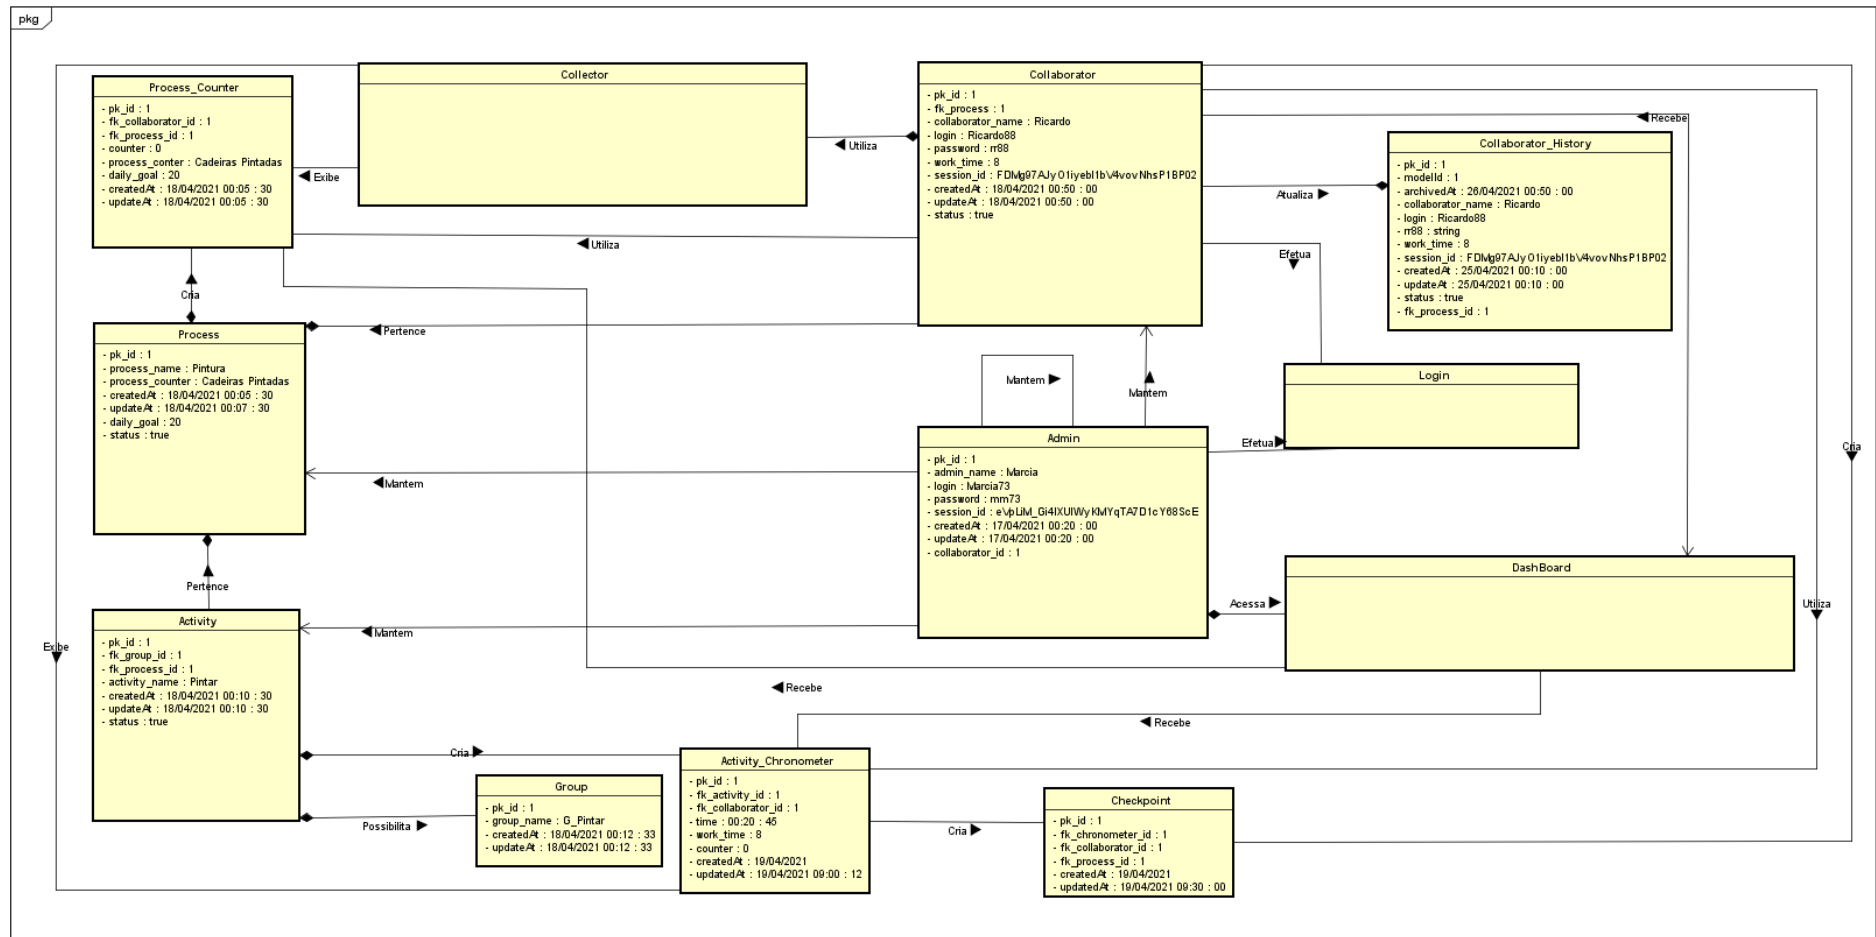 pkg
Process_Counter
- pk_id : 1
- fk_collaborator_id : 1
- fk_process_id : 1
- counter : 0
- process_conter : Cadeiras Pintadas
- daily_goal : 20
- createdAt : 18/04/2021 00:05 : 30
- updateAt : 18/04/2021 00:05 : 30
Collector
Exibe
Utiliza
Utiliza
Collaborator
- pk_id : 1
- fk_process : 1
- collaborator_name : Ricardo
- login : Ricardo88
- password : rr88
- work_time : 8
- createdAt : 18/04/2021 00:50 : 00
- updateAt : 18/04/2021 00:50 : 00
- status : true
Recebe
Collaborator_History
- pk_id : 1
- modelId : 1
- archivedAt : 26/04/2021 00:50 : 00
- collaborator_name : Ricardo
- login : Ricardo88
- rr88 : string
- work_time : 8
- createdAt : 25/04/2021 00:10 : 00
- updateAt : 25/04/2021 00:10 : 00
- status : true
- fk_process_id : 1
Atualiza
Efetua
Cria
Process
- pk_id : 1
- process_name : Pintura
- process_counter : Cadeiras Pintadas
- createdAt : 18/04/2021 00:05 : 30
- updateAt : 18/04/2021 00:07 : 30
- daily_goal : 20
- status : true
Pertence
Mantem
Mantem
Login
Efetua
Cria
Mantem
Admin
- pk_id : 1
- admin_name : Marcia
- login : Marcia73
- password : mm73
- createdAt : 17/04/2021 00:20 : 00
- updateAt : 17/04/2021 00:20 : 00
- collaborator_id : 1
DashBoard
Acessa
Utiliza
Pertence
Activity
- pk_id : 1
- fk_group_id : 1
- fk_process_id : 1
- activity_name : Pintar
- createdAt : 18/04/2021 00:10 : 30
- updateAt : 18/04/2021 00:10 : 30
- status : true
Mantem
Exibe
Recebe
Recebe
Cria
Possibilita
Group
- pk_id : 1
- group_name : G_Pintar
- createdAt : 18/04/2021 00:12 : 33
- updateAt : 18/04/2021 00:12 : 33
Activity_Chronometer
- pk_id : 1
- fk_activity_id : 1
- fk_collaborator_id : 1
- time : 00:20 : 45
- work_time : 8
- counter : 0
- createdAt : 19/04/2021
- updatedAt : 19/04/2021 09:00 : 12
Cria
Checkpoint
- pk_id : 1
- fk_chronometer_id : 1
- fk_collaborator_id : 1
- fk_process_id : 1
- createdAt : 19/04/2021
- updatedAt : 19/04/2021 09:30 : 00